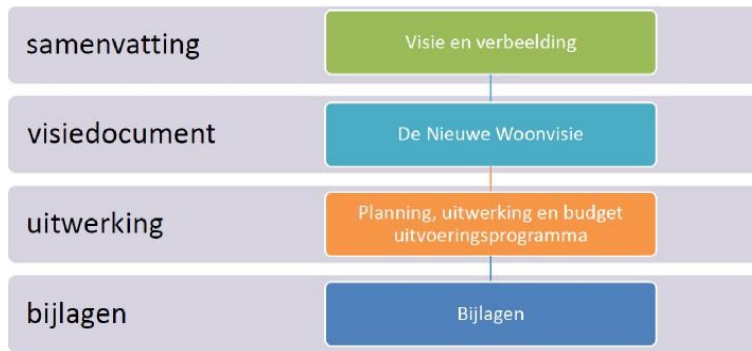 samenvatting
Visie en verbeelding
visiedocument
De Nieuwe Woonvisie
uitwerking
Planning, uitwerking en budget
uitvoeringsprogramma
bijlagen
Bijlagen